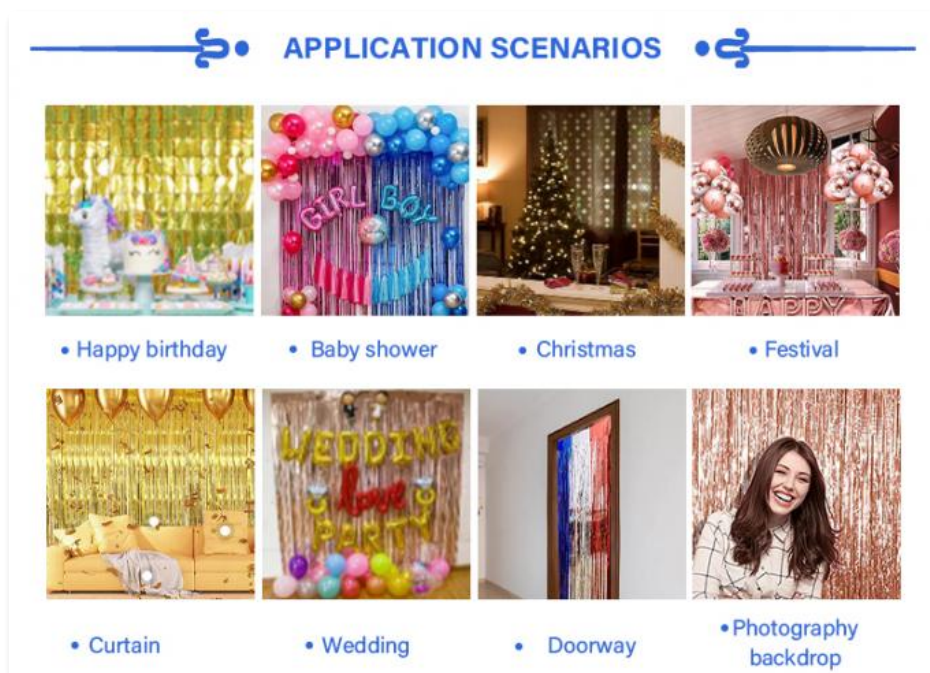 APPLICATION SCENARIOS
GIRL BOY
HAPPY
• Happy birthday
• Baby shower
• Christmas
• Festival
WEDDING
love
PARTY
• Curtain
• Wedding
• Doorway
• Photography
backdrop